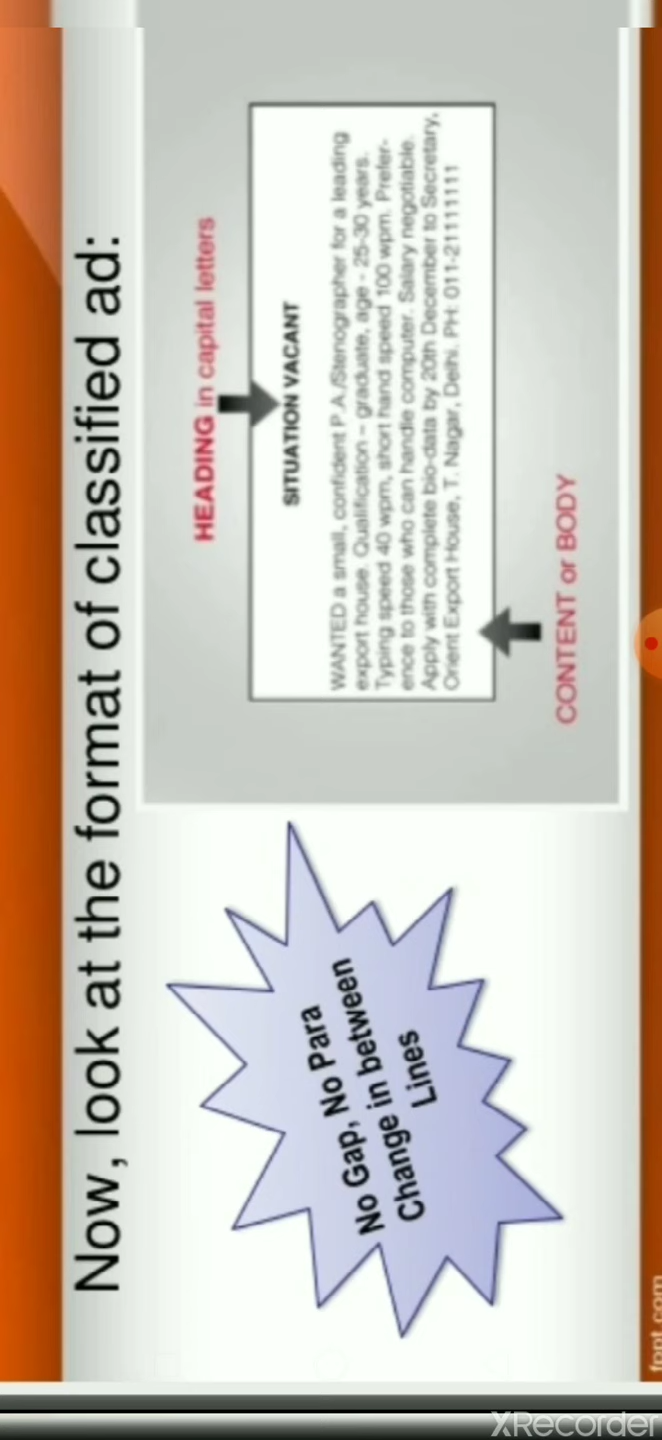 Now, look at the format of classified ad:
HEADING in capital letters
SITUATION VACANT
WANTED a small, confident P.A./Stenographer for a leading
export house. Qualification – graduate, age - 25-30 years.
Typing speed 40 wpm, short hand speed 100 wpm. Prefer-
ence to those who can handle computer. Salary negotiable.
Apply with complete bio-data by 20th December to Secretary,
Orient Export House, T. Nagar, Delhi. PH: 011-21111111
CONTENT or BODY
No Gap, No Para
Change in between
Lines
fppt.com
XRecorder